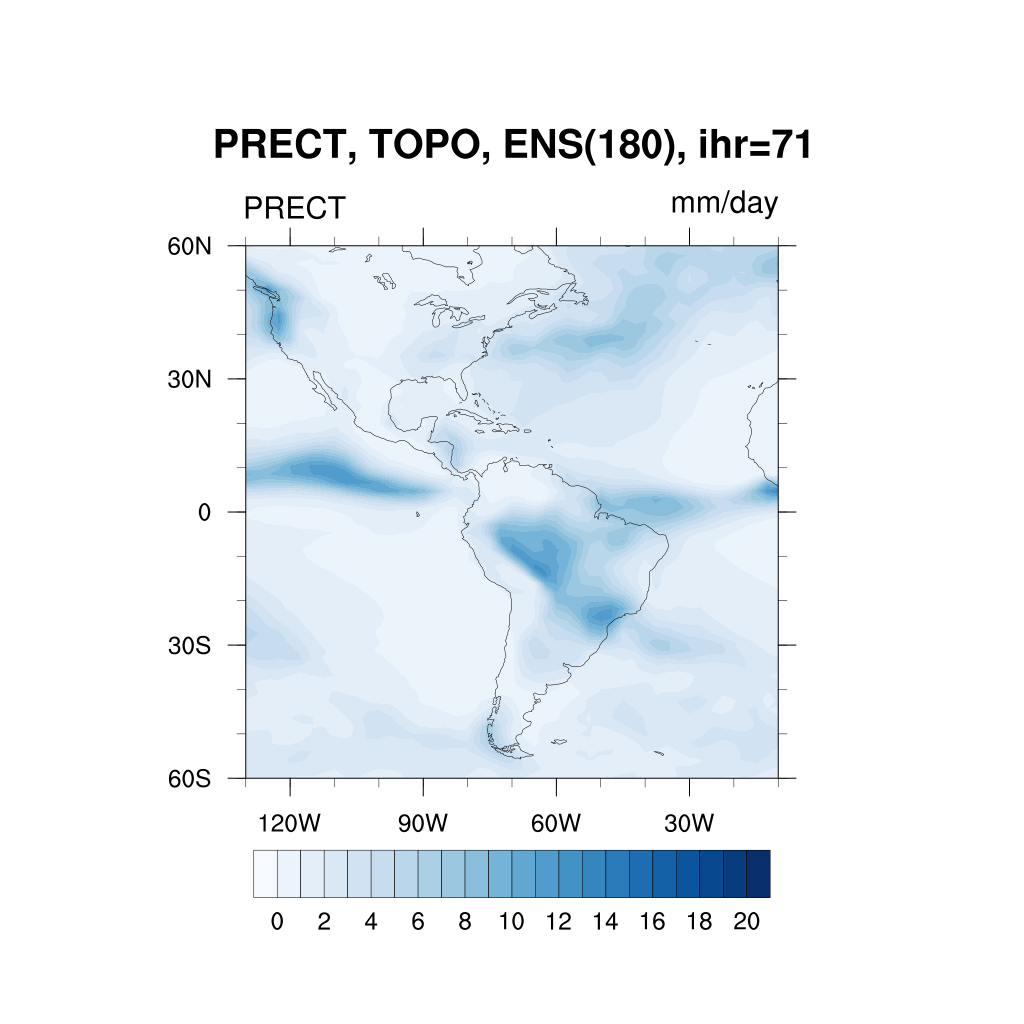 PRECT, TOPO, ENS(180), ihr=71
PRECT mm/day
60N
30N
0
30S
60S
120W 90W 60W 30W
0 2 4 6 8 10 12 14 16 18 20